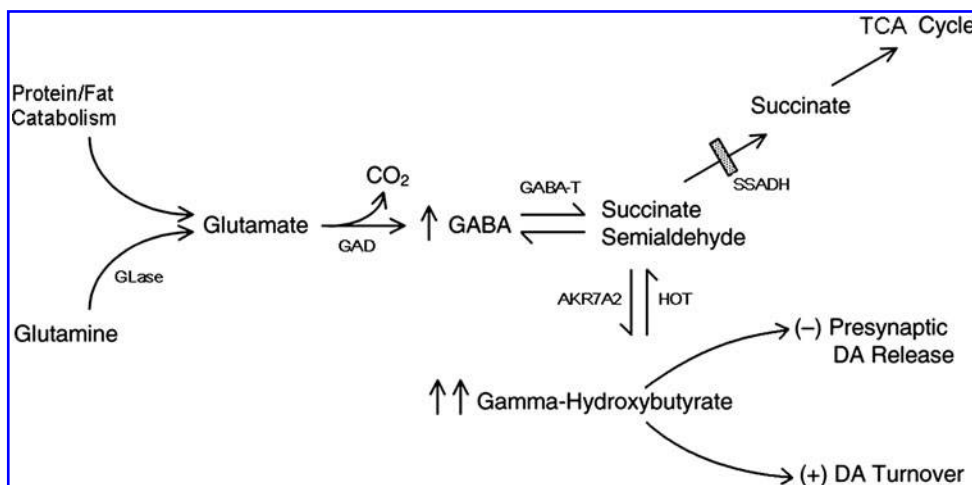 TCA Cycle
Protein/Fat
Catabolism
Succinate
SSADH
CO2
GABA-T
Glutamate
GAD
GABA
Succinate
Semialdehyde
GLase
Glutamine
AKR7A2
HOT
(–) Presynaptic
DA Release
Gamma-Hydroxybutyrate
(+) DA Turnover